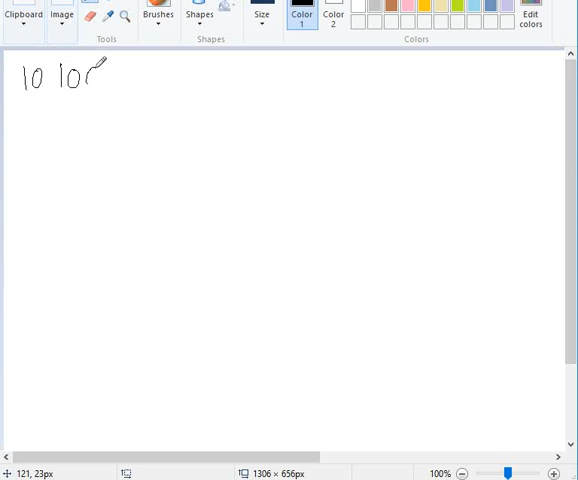 Clipboard
Image
Brushes
Shapes
Size
Color 1
Color 2
Edit colors
Tools
Shapes
Colors
10 10
121, 23px
1306 × 656px
100%